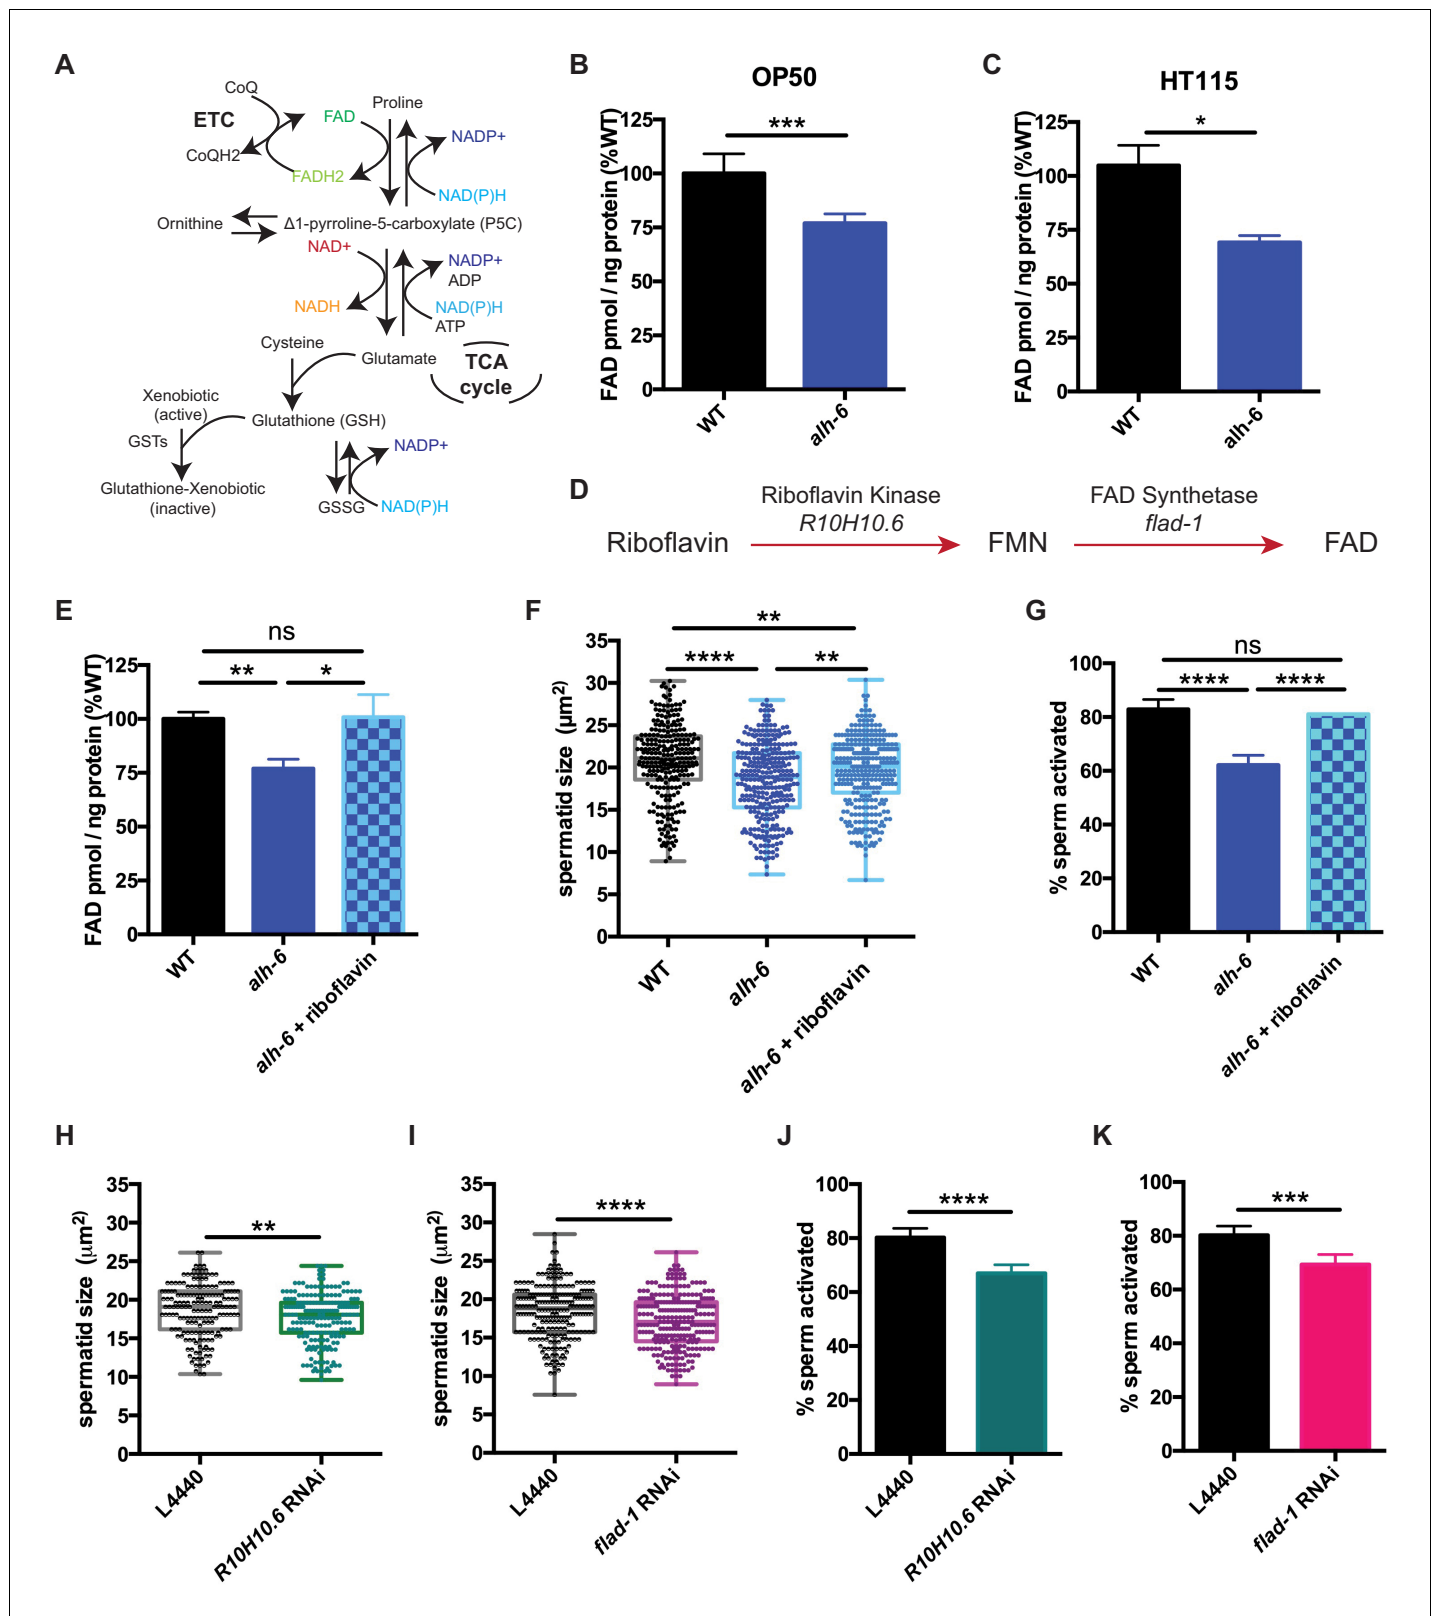 A
CoQ
ETC
FAD
Proline
NADP+
CoQH2
FADH2
NAD(P)H
Ornithine
Δ1-pyrroline-5-carboxylate (P5C)
NAD+
NADP+
ADP
NADH
NAD(P)H
ATP
Cysteine
Glutamate
TCA
cycle
Xenobiotic
(active)
Glutathione (GSH)
GSTs
NADP+
Glutathione-Xenobiotic
(inactive)
GSSG
NAD(P)H
B
OP50
FAD pmol / ng protein (%WT)
125
100
75
50
25
0
***
WT
alh-6
C
HT115
FAD pmol / ng protein (%WT)
125
100
75
50
25
0
*
WT
alh-6
D
Riboflavin Kinase
R10H10.6
FAD Synthetase
flad-1
Riboflavin
FMN
FAD
E
FAD pmol / ng protein (%WT)
125
100
75
50
25
0
ns
**
*
WT
alh-6
alh-6 + riboflavin
F
spermatid size (µm²)
35
30
25
20
15
10
5
0
**
****
**
WT
alh-6
alh-6 + riboflavin
G
% sperm activated
100
80
60
40
20
0
ns
****
****
WT
alh-6
alh-6 + riboflavin
H
spermatid size (µm²)
35
30
25
20
15
10
5
0
**
L4440
R10H10.6 RNAi
I
spermatid size (µm²)
35
30
25
20
15
10
5
0
****
L4440
flad-1 RNAi
J
% sperm activated
100
80
60
40
20
0
****
L4440
R10H10.6 RNAi
K
% sperm activated
100
80
60
40
20
0
***
L4440
flad-1 RNAi